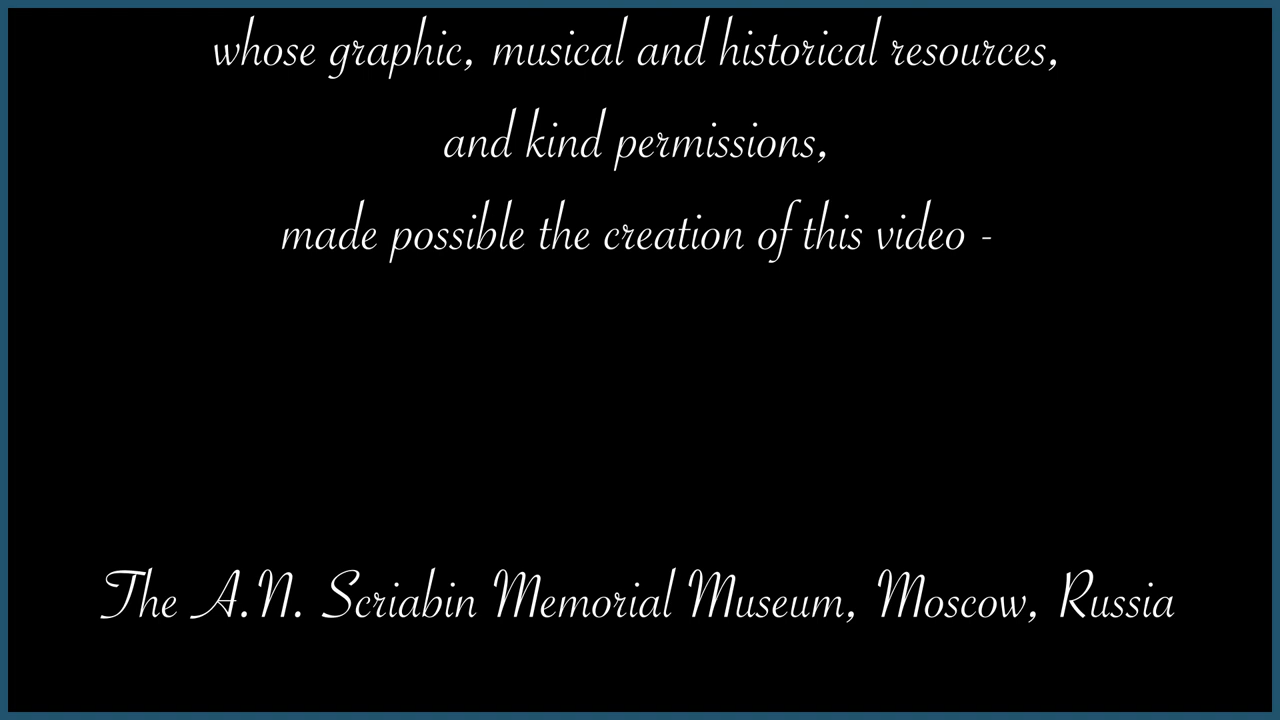 whose graphic, musical and historical resources,
and kind permissions,
made possible the creation of this video -
The A.N. Scriabin Memorial Museum, Moscow, Russia